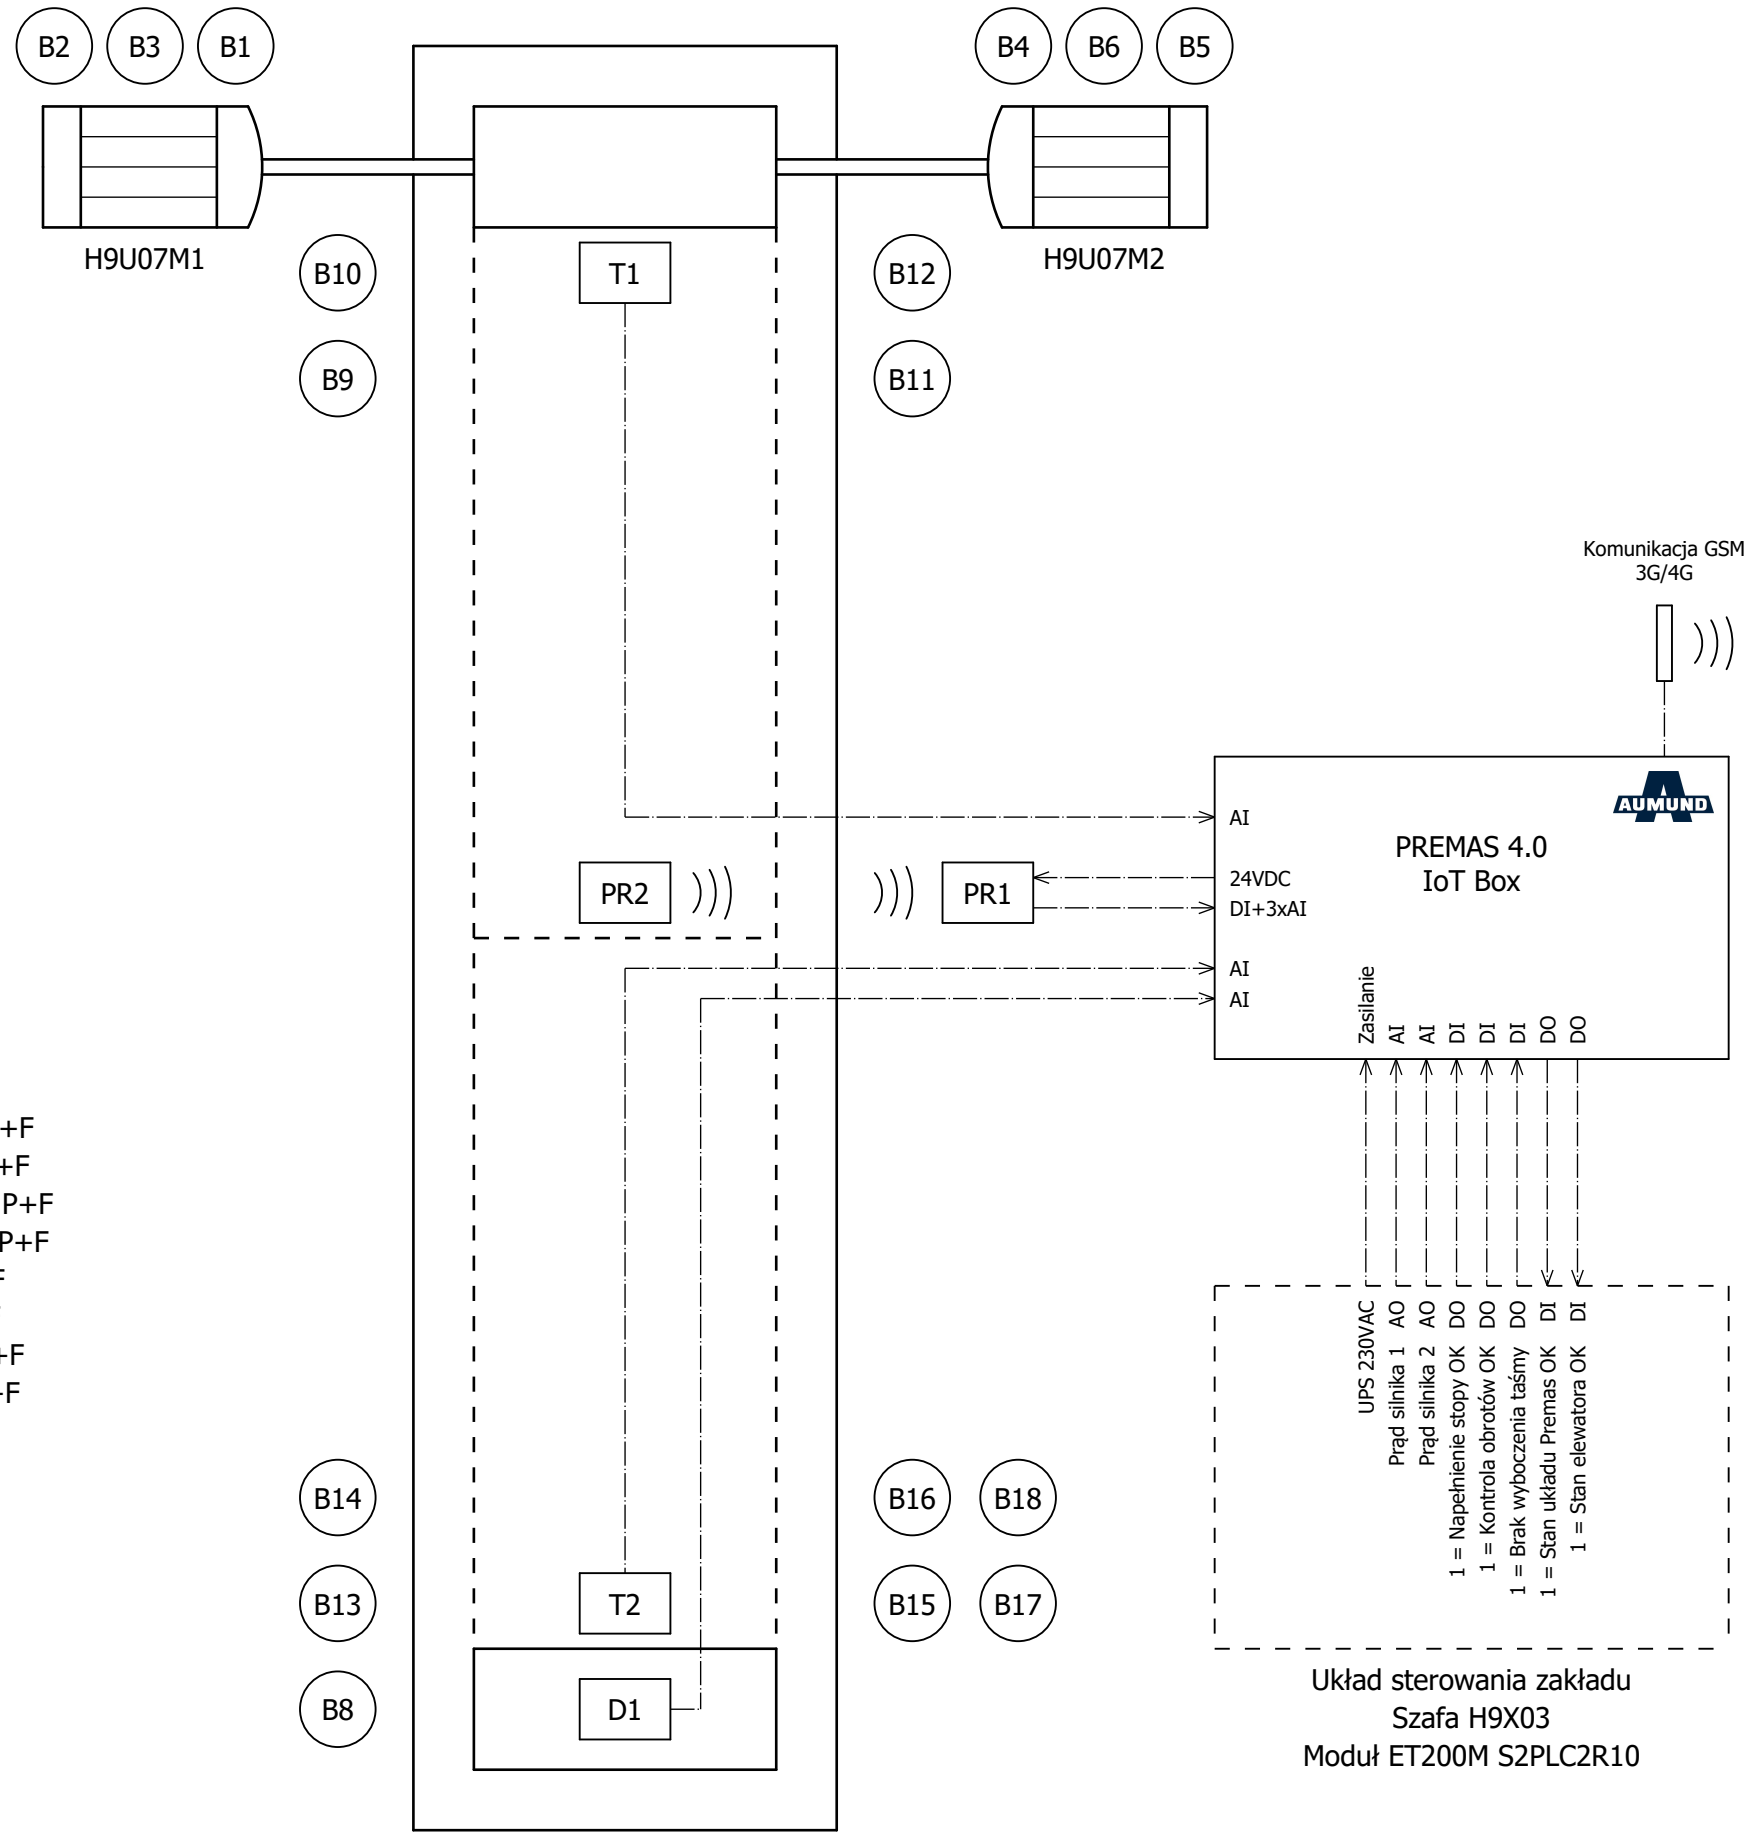 B2 B3 B1
B4 B6 B5
H9U07M1
H9U07M2
B10
T1
B12
B9
B11
Komunikacja GSM
3G/4G
AUMUND
PREMAS 4.0
IoT Box
AI
24VDC
DI+3xAI
AI
AI
PR2
PR1
Zasilanie
AI
AI
DI
DI
DI
DO
DO
UPS 230VAC
Prąd silnika 1 AO
Prąd silnika 2 AO
1 = Napełnienie stopy OK DO
1 = Kontrola obrotów OK DO
1 = Brak wyboczenia taśmy DO
1 = Stan układu Premas OK DI
1 = Stan elewatora OK DI
+F
+F
P+F
P+F
+F
+F
B14
B16 B18
B13
T2
B15 B17
B8
D1
Układ sterowania zakładu
Szafa H9X03
Moduł ET200M S2PLC2R10